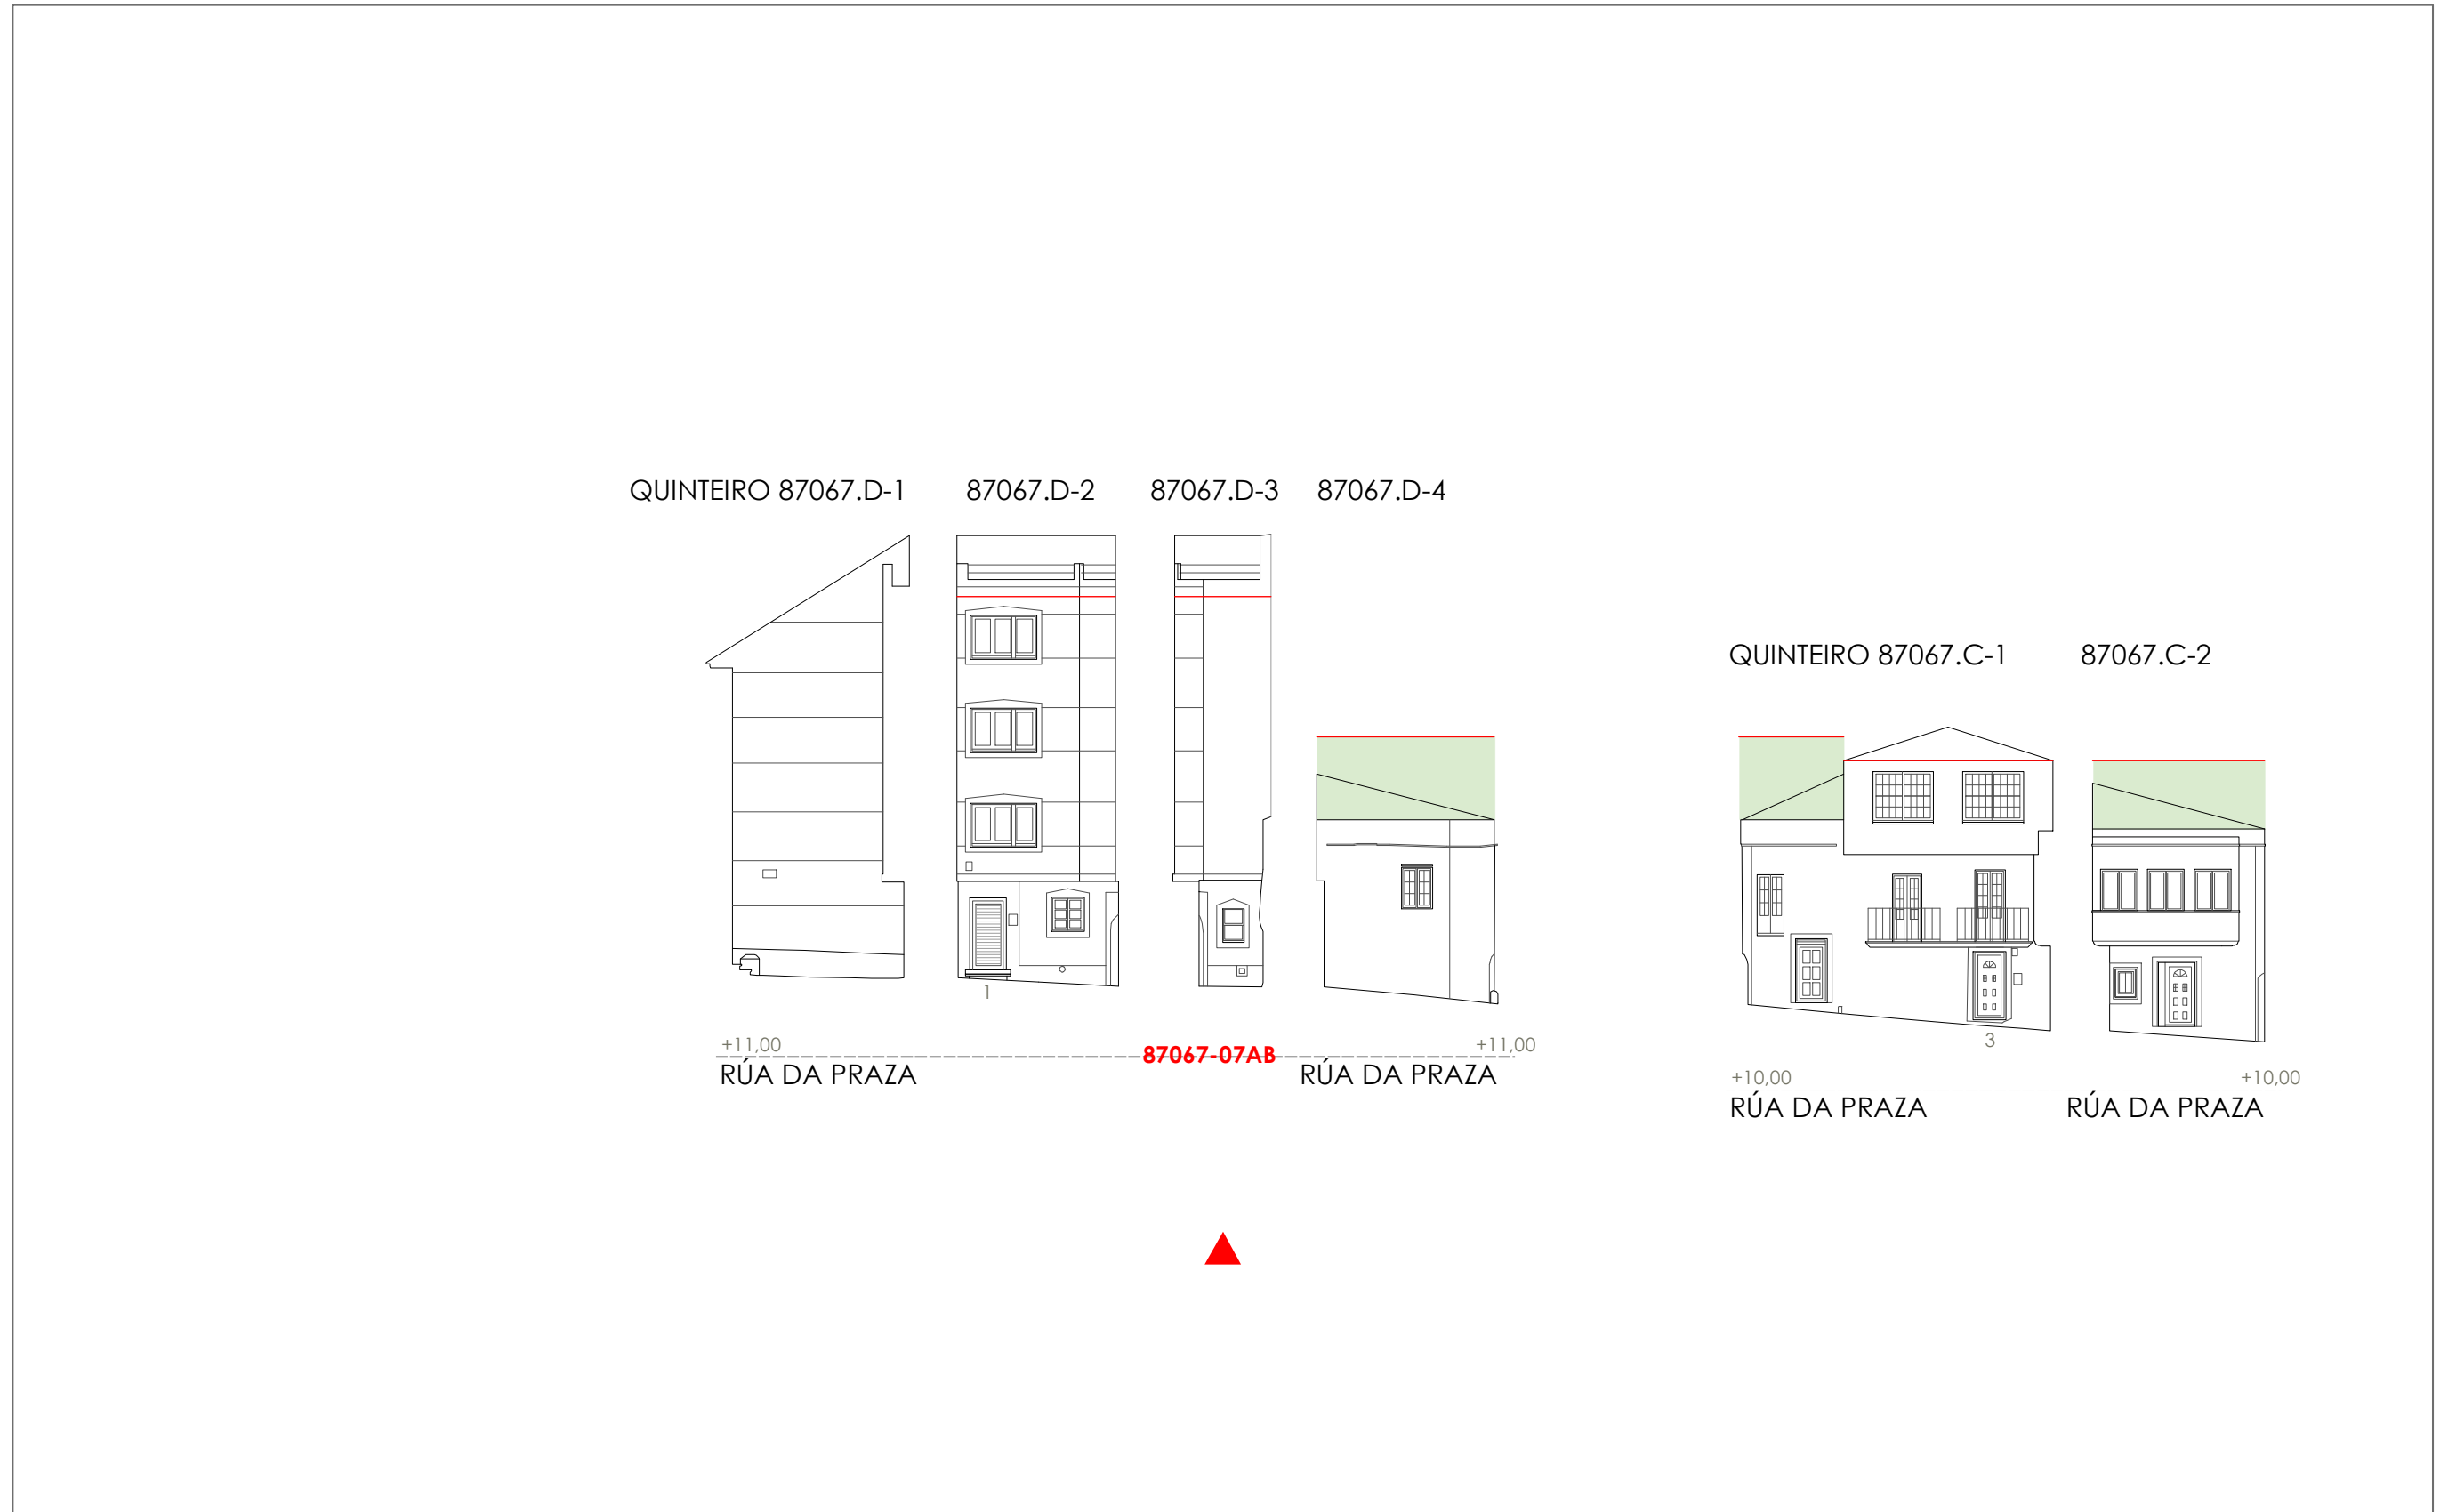 QUINTEIRO 87067.D-1 87067.D-2 87067.D-3 87067.D-4
1
+11,00 87067-07AB +11,00
RÚA DA PRAZA RÚA DA PRAZA
QUINTEIRO 87067.C-1 87067.C-2
3
+10,00 +10,00
RÚA DA PRAZA RÚA DA PRAZA